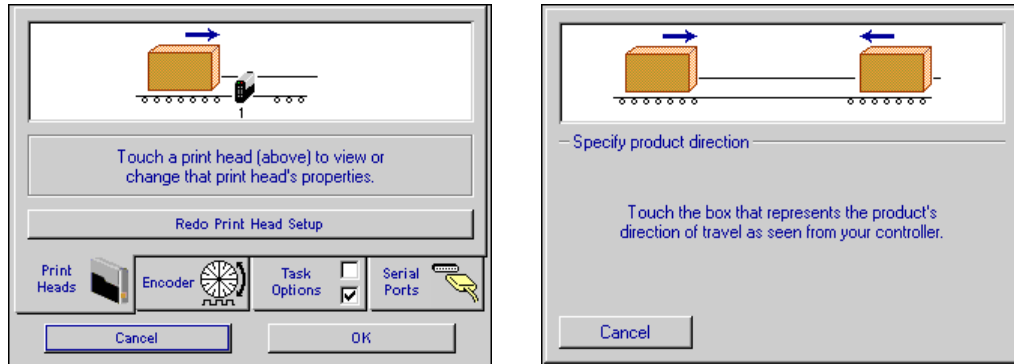 1
Touch a print head (above) to view or
change that print head's properties.
Redo Print Head Setup
Print
Heads
Encoder
Task
Options
Serial
Ports
Cancel
OK
Specify product direction
Touch the box that represents the product's
direction of travel as seen from your controller.
Cancel